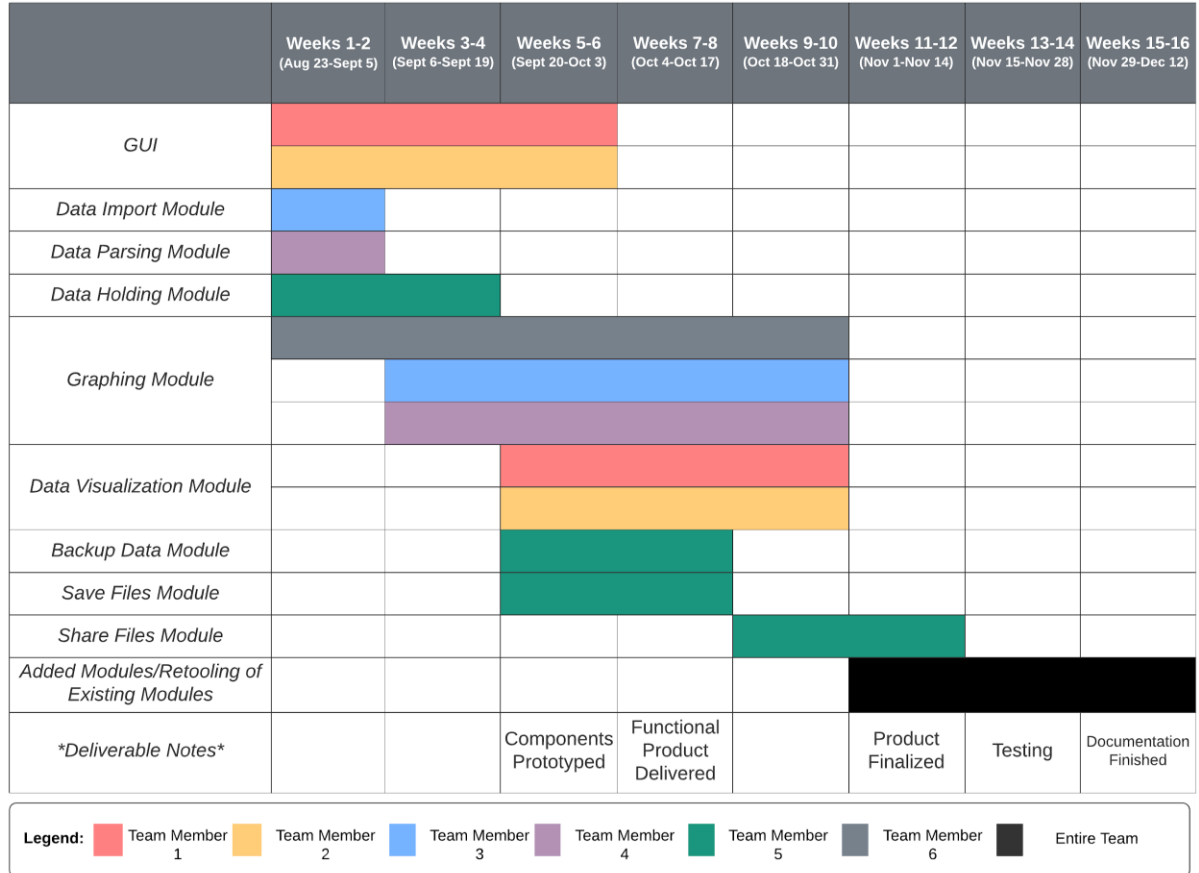 Weeks 1-2
(Aug 23-Sept 5)
Weeks 3-4
(Sept 6-Sept 19)
Weeks 5-6
(Sept 20-Oct 3)
Weeks 7-8
(Oct 4-Oct 17)
Weeks 9-10
(Oct 18-Oct 31)
Weeks 11-12
(Nov 1-Nov 14)
Weeks 13-14
(Nov 15-Nov 28)
Weeks 15-16
(Nov 29-Dec 12)
GUI
Data Import Module
Data Parsing Module
Data Holding Module
Graphing Module
Data Visualization Module
Backup Data Module
Save Files Module
Share Files Module
Added Modules/Retooling of
Existing Modules
*Deliverable Notes*
Components
Prototyped
Functional
Product
Delivered
Product
Finalized
Testing
Documentation
Finished
Legend:
Team Member
1
Team Member
2
Team Member
3
Team Member
4
Team Member
5
Team Member
6
Entire Team